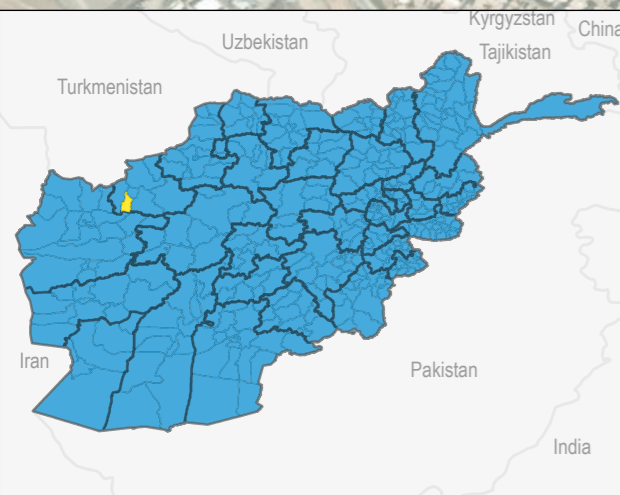 Kyrgyzstan
China
Uzbekistan
Tajikistan
Turkmenistan
Iran
Pakistan
India